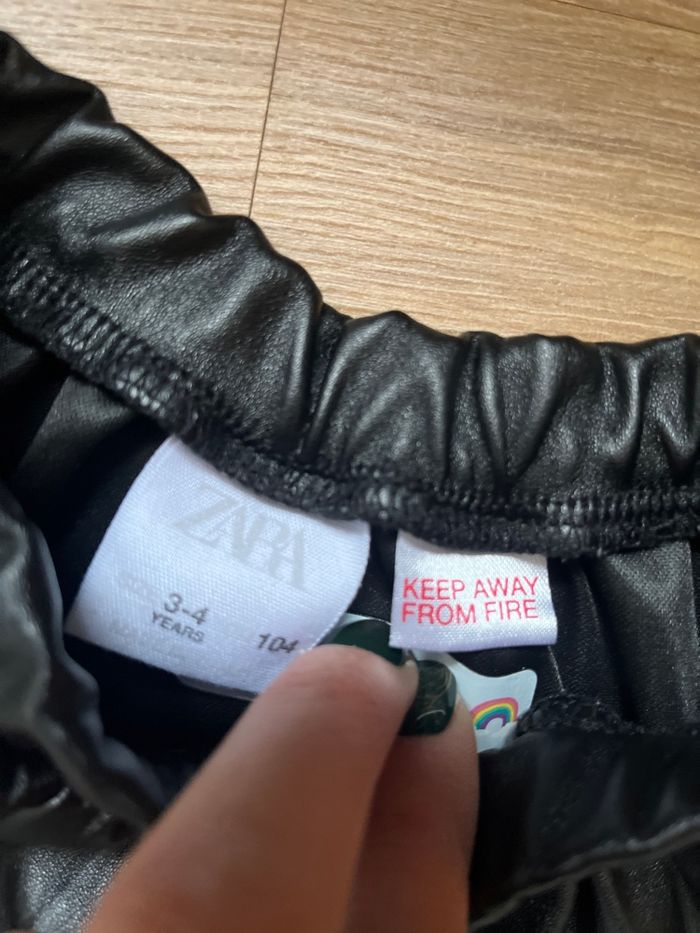 ZARA
3-4
YEARS
104
KEEP AWAY
FROM FIRE